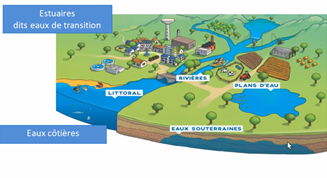 Estuaires
dits eaux de transition
RIVIÈRES
LITTORAL
PLANS D'EAU
Eaux côtières
EAUX SOUTERRAINES